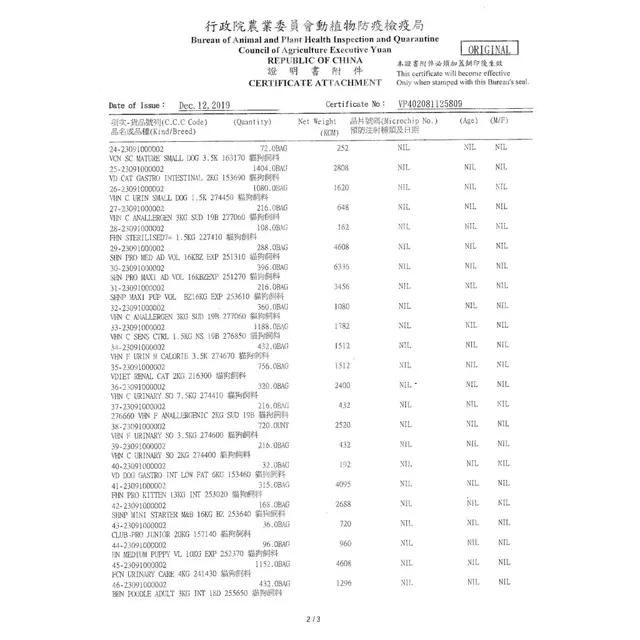 行政院農業委員會動植物防疫檢疫局
Bureau of Animal and Plant Health Inspection and Quarantine
Council of Agriculture Executive Yuan
REPUBLIC OF CHINA
ORIGINAL
證 明 書 附 件
CERTIFICATE ATTACHMENT
本證書附件必須加蓋鋼印後生效
This certificate will become effective
Only when stamped with this Bureau's seal.
Date of Issue: Dec. 12, 2019 Certificate No: VP402081125809
項次-貨品號列(C.C.C Code) (Quantity) Net Weight 晶片號碼(Microchip No.) (Age) (M/F)
品名或品種(Kind/Breed) (KGM) 預防注射種類及日期
24-23091000002 72.0BAG 252 NIL NIL NIL
VCN SC MATURE SMALL DOG 3.5K 163170 貓狗飼料
25-23091000002 1404.0BAG 2808 NIL NIL NIL
VD CAT GASTRO INTESTINAL 2KG 153690 貓狗飼料
26-23091000002 1080.0BAG 1620 NIL NIL NIL
VHN C URIN SMALL DOG 1.5K 274450 貓狗飼料
27-23091000002 216.0BAG 648 NIL NIL NIL
VHN C ANALLERGEN 3KG SUD 19B 277060 貓狗飼料
28-23091000002 108.0BAG 162 NIL NIL NIL
FHN STERILISED7+ 1.5KG 227410 貓狗飼料
29-23091000002 288.0BAG 4608 NIL NIL NIL
SHN PRO MED AD VOL 16KBZ EXP 251310 貓狗飼料
30-23091000002 396.0BAG 6336 NIL NIL NIL
SHN PRO MAXI AD VOL 16KBZEXP 251270 貓狗飼料
31-23091000002 216.0BAG 3456 NIL NIL NIL
SHNP MAXI PUP VOL BZ16KG EXP 253610 貓狗飼料
32-23091000002 360.0BAG 1080 NIL NIL NIL
VHN C ANALLERGEN 3KG SUD 19B 277060 貓狗飼料
33-23091000002 1188.0BAG 1782 NIL NIL NIL
VHN C SENS CTRL 1.5KG NS 19B 276850 貓狗飼料
34-23091000002 432.0BAG 1512 NIL NIL NIL
VHN F URIN M CALORIE 3.5K 274670 貓狗飼料
35-23091000002 756.0BAG 1512 NIL NIL NIL
VDIET RENAL CAT 2KG 216300 貓狗飼料
36-23091000002 320.0BAG 2400 NIL NIL NIL
VHN C URINARY SO 7.5KG 274410 貓狗飼料
37-23091000002 216.0BAG 432 NIL NIL NIL
276660 VHN F ANALLERGENIC 2KG SUD 19B 貓狗飼料
38-23091000002 720.0UNT 2520 NIL NIL NIL
VHN F URINARY SO 3.5KG 274600 貓狗飼料
39-23091000002 216.0BAG 432 NIL NIL NIL
VHN C URINARY SO 2KG 274400 貓狗飼料
40-23091000002 32.0BAG 192 NIL NIL NIL
VD DOG GASTRO INT LOW FAT 6KG 153460 貓狗飼料
41-23091000002 315.0BAG 4095 NIL NIL NIL
FHN PRO KITTEN 13KG INT 253020 貓狗飼料
42-23091000002 168.0BAG 2688 NIL NIL NIL
SHNP MINI STARTER M&B 16KG BZ 253640 貓狗飼料
43-23091000002 36.0BAG 720 NIL NIL NIL
CLUB-PRO JUNIOR 20KG 157140 貓狗飼料
44-23091000002 96.0BAG 960 NIL NIL NIL
HN MEDIUM PUPPY VL 10KG EXP 252370 貓狗飼料
45-23091000002 1152.0BAG 4608 NIL NIL NIL
FCN URINARY CARE 4KG 241430 貓狗飼料
46-23091000002 432.0BAG 1296 NIL NIL NIL
BHN POODLE ADULT 3KG INT 18D 255650 貓狗飼料
2/3